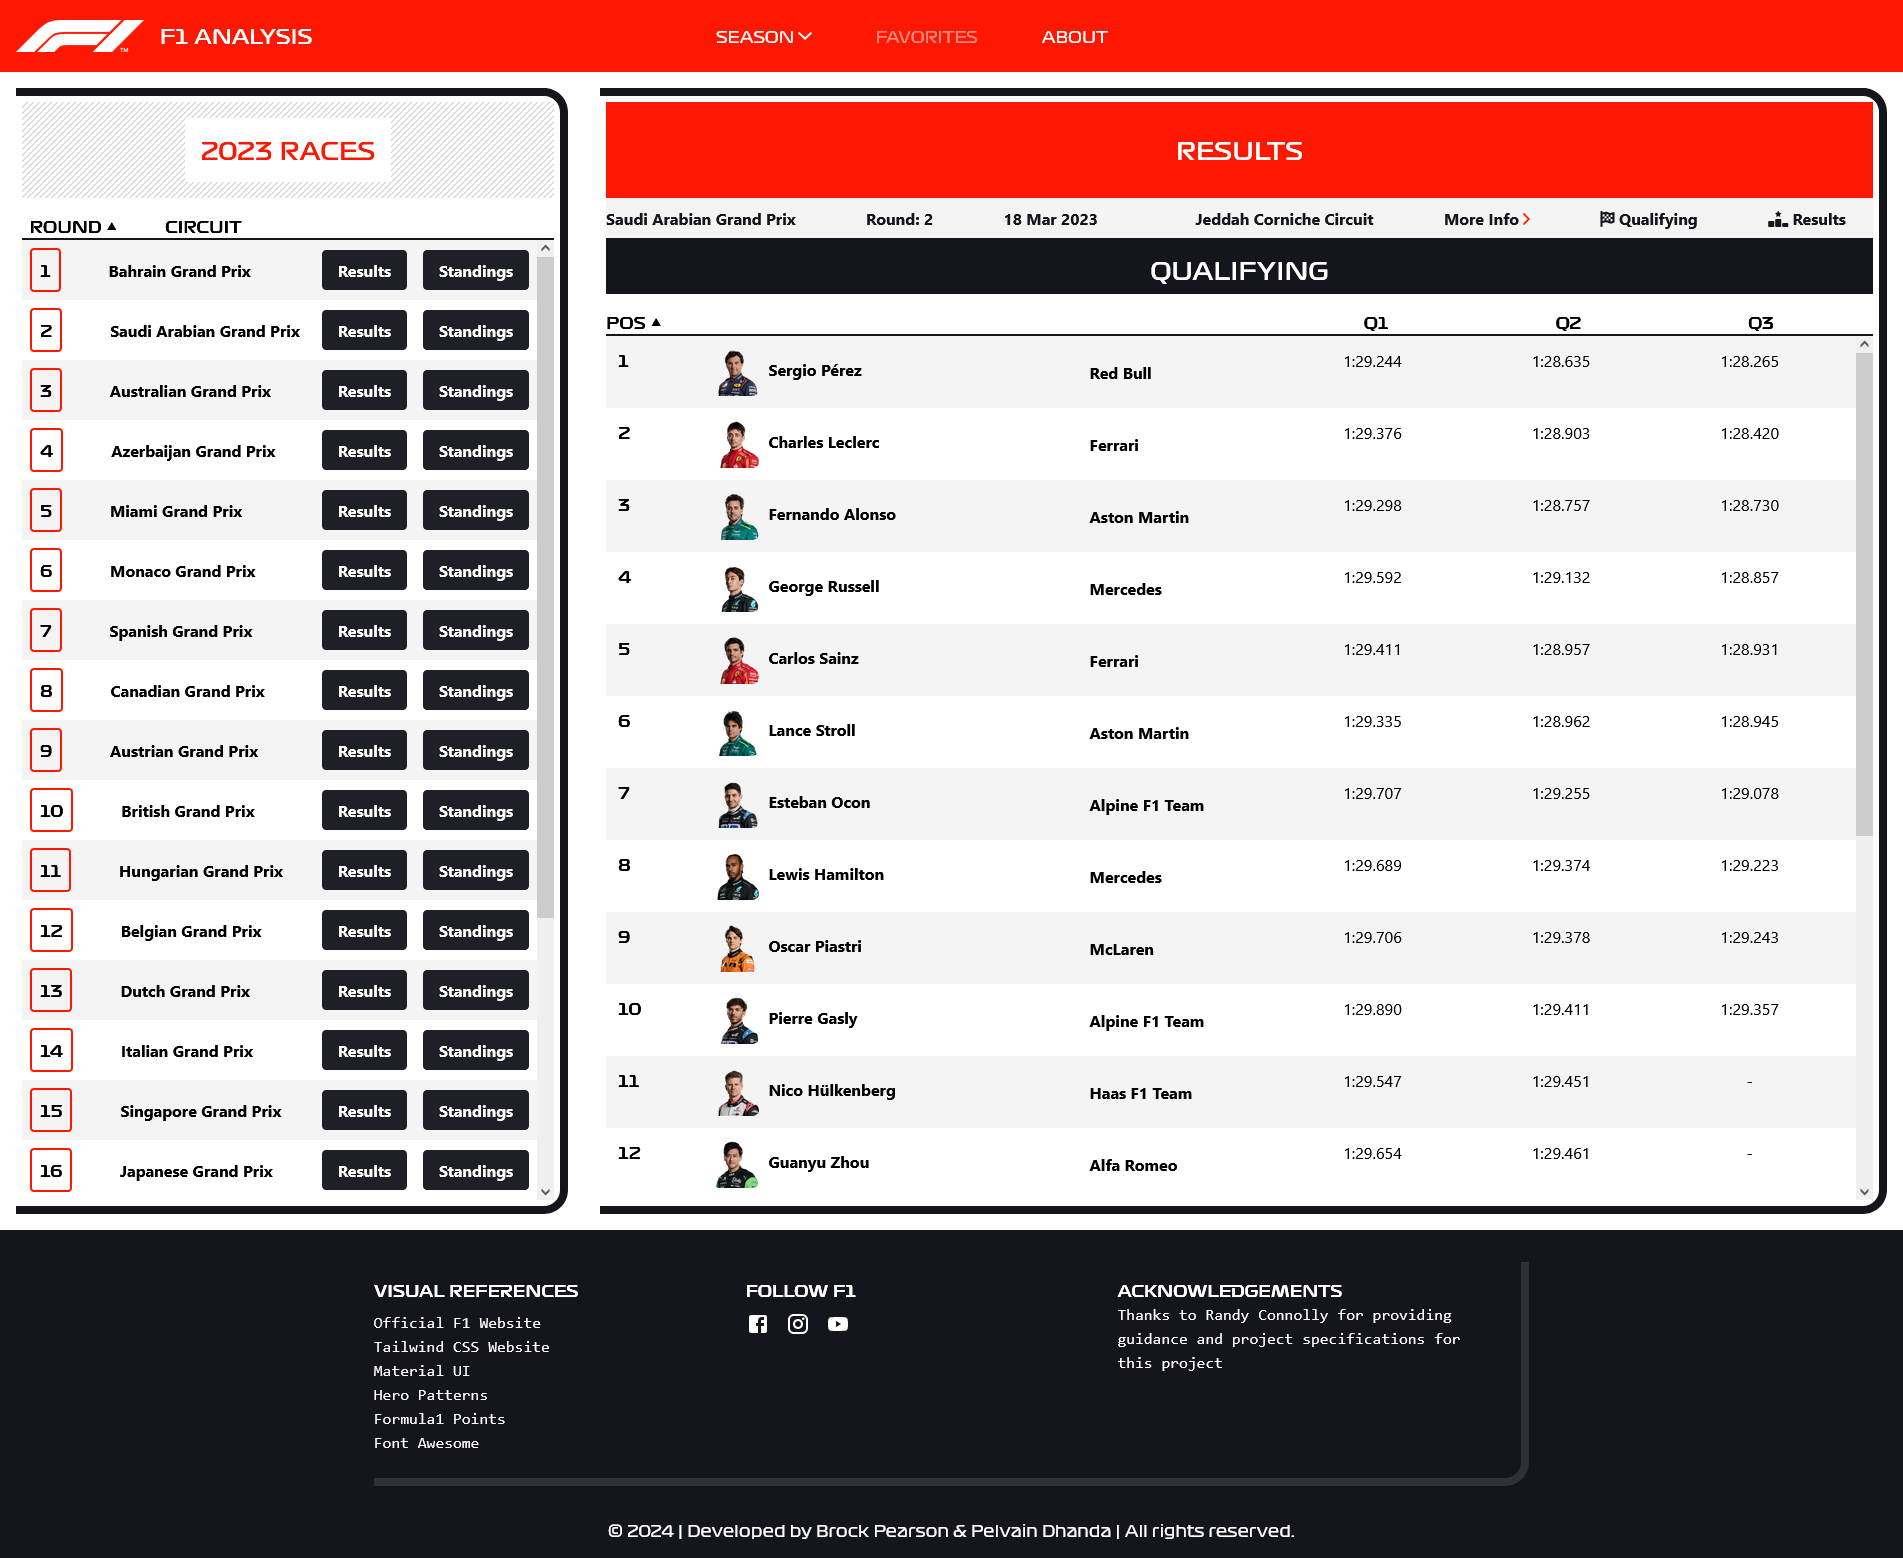 F1 ANALYSIS
SEASON
FAVORITES
ABOUT
2023 RACES
ROUND ▲ CIRCUIT
1 Bahrain Grand Prix Results Standings
2 Saudi Arabian Grand Prix Results Standings
3 Australian Grand Prix Results Standings
4 Azerbaijan Grand Prix Results Standings
5 Miami Grand Prix Results Standings
6 Monaco Grand Prix Results Standings
7 Spanish Grand Prix Results Standings
8 Canadian Grand Prix Results Standings
9 Austrian Grand Prix Results Standings
10 British Grand Prix Results Standings
11 Hungarian Grand Prix Results Standings
12 Belgian Grand Prix Results Standings
13 Dutch Grand Prix Results Standings
14 Italian Grand Prix Results Standings
15 Singapore Grand Prix Results Standings
16 Japanese Grand Prix Results Standings
RESULTS
Saudi Arabian Grand Prix Round: 2 18 Mar 2023 Jeddah Corniche Circuit More Info Qualifying Results
QUALIFYING
POS ▲ Q1 Q2 Q3
1 Sergio Pérez Red Bull 1:29.244 1:28.635 1:28.265
2 Charles Leclerc Ferrari 1:29.376 1:28.903 1:28.420
3 Fernando Alonso Aston Martin 1:29.298 1:28.757 1:28.730
4 George Russell Mercedes 1:29.592 1:29.132 1:28.857
5 Carlos Sainz Ferrari 1:29.411 1:28.957 1:28.931
6 Lance Stroll Aston Martin 1:29.335 1:28.962 1:28.945
7 Esteban Ocon Alpine F1 Team 1:29.707 1:29.255 1:29.078
8 Lewis Hamilton Mercedes 1:29.689 1:29.374 1:29.223
9 Oscar Piastri McLaren 1:29.706 1:29.378 1:29.243
10 Pierre Gasly Alpine F1 Team 1:29.890 1:29.411 1:29.357
11 Nico Hülkenberg Haas F1 Team 1:29.547 1:29.451 -
12 Guanyu Zhou Alfa Romeo 1:29.654 1:29.461 -
VISUAL REFERENCES
Official F1 Website
Tailwind CSS Website
Material UI
Hero Patterns
Formula1 Points
Font Awesome
FOLLOW F1
ACKNOWLEDGEMENTS
Thanks to Randy Connolly for providing
guidance and project specifications for
this project
© 2024 | Developed by Brock Pearson & Pelvain Dhanda | All rights reserved.